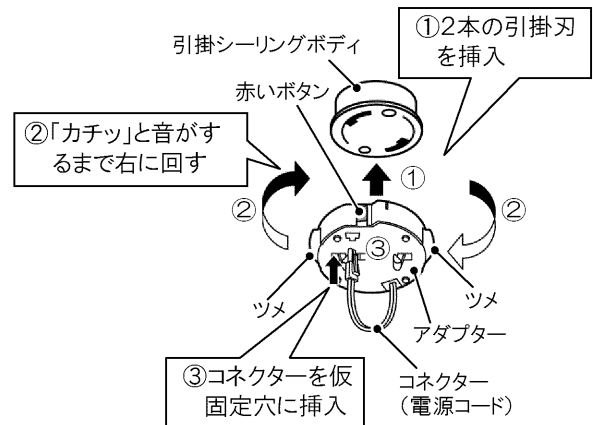 ①2本の引掛刃
を挿入
引掛シーリングボディ
赤いボタン
②「カチッ」と音がす
るまで右に回す
①
②
②
③
ツメ
ツメ
アダプター
③コネクターを仮
固定穴に挿入
コネクター
（電源コード）